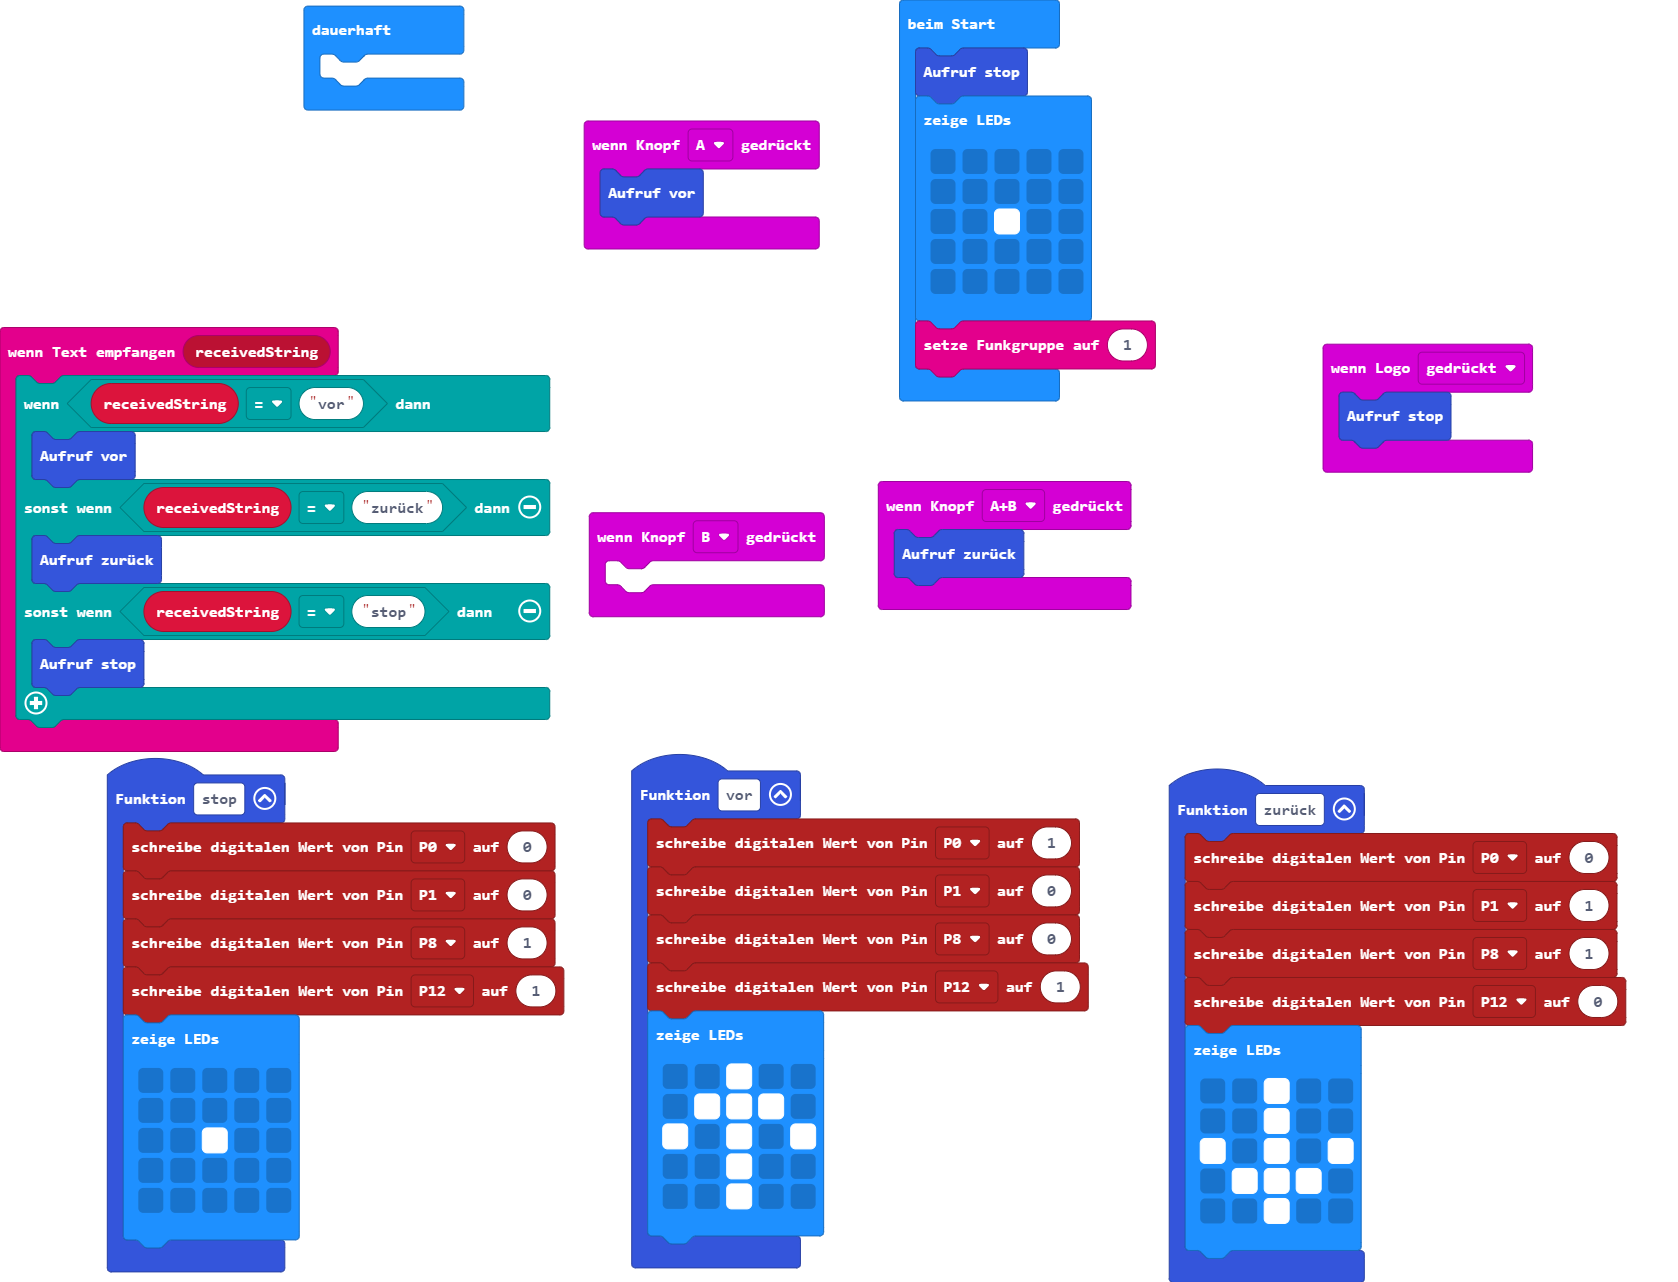 dauerhaft
beim Start
Aufruf stop
zeige LEDs
setze Funkgruppe auf 1
wenn Knopf A gedrückt
Aufruf vor
wenn Text empfangen receivedString
wenn receivedString = "vor" dann
Aufruf vor
sonst wenn receivedString = "zurück" dann
Aufruf zurück
sonst wenn receivedString = "stop" dann
Aufruf stop
wenn Logo gedrückt
Aufruf stop
wenn Knopf B gedrückt
wenn Knopf A+B gedrückt
Aufruf zurück
Funktion stop
schreibe digitalen Wert von Pin P0 auf 0
schreibe digitalen Wert von Pin P1 auf 0
schreibe digitalen Wert von Pin P8 auf 1
schreibe digitalen Wert von Pin P12 auf 1
zeige LEDs
Funktion vor
schreibe digitalen Wert von Pin P0 auf 1
schreibe digitalen Wert von Pin P1 auf 0
schreibe digitalen Wert von Pin P8 auf 0
schreibe digitalen Wert von Pin P12 auf 1
zeige LEDs
Funktion zurück
schreibe digitalen Wert von Pin P0 auf 0
schreibe digitalen Wert von Pin P1 auf 1
schreibe digitalen Wert von Pin P8 auf 1
schreibe digitalen Wert von Pin P12 auf 0
zeige LEDs